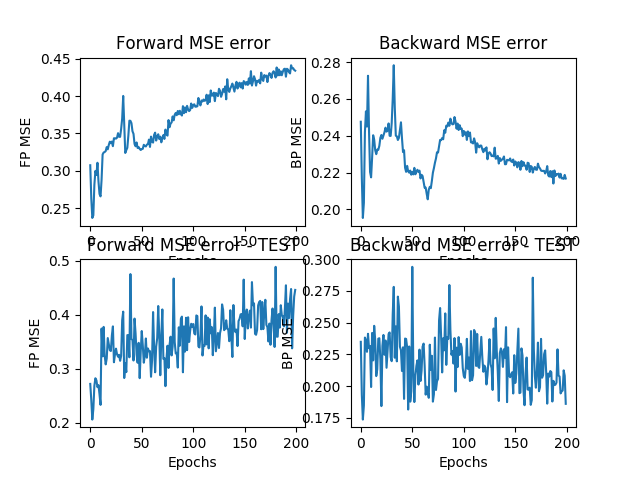 Forward MSE error
FP MSE
0.45
0.40
0.35
0.30
0.25
0 50 100 150 200
Epochs
Backward MSE error
BP MSE
0.28
0.26
0.24
0.22
0.20
0 50 100 150 200
Forward MSE error - TEST
FP MSE
0.5
0.4
0.3
0.2
0 50 100 150 200
Epochs
Backward MSE error - TEST
BP MSE
0.300
0.275
0.250
0.225
0.200
0.175
0 50 100 150 200
Epochs